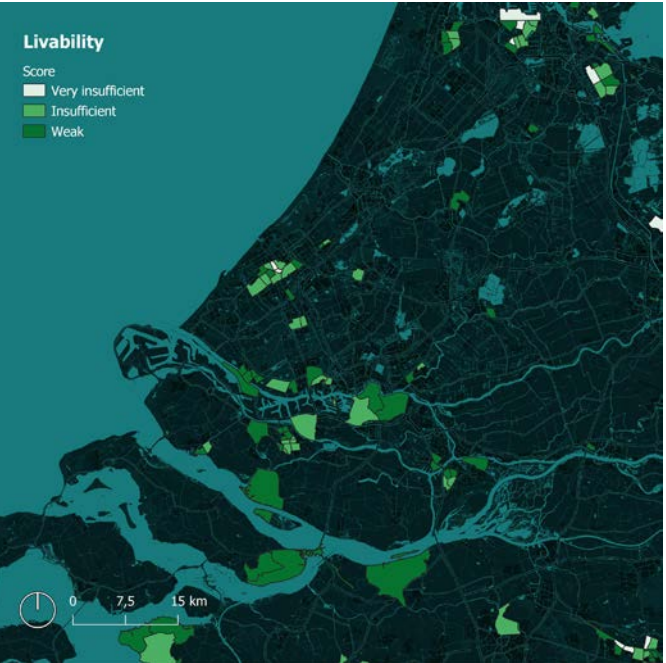 Livability
Score
Very insufficient
Insufficient
Weak
0 7,5 15 km